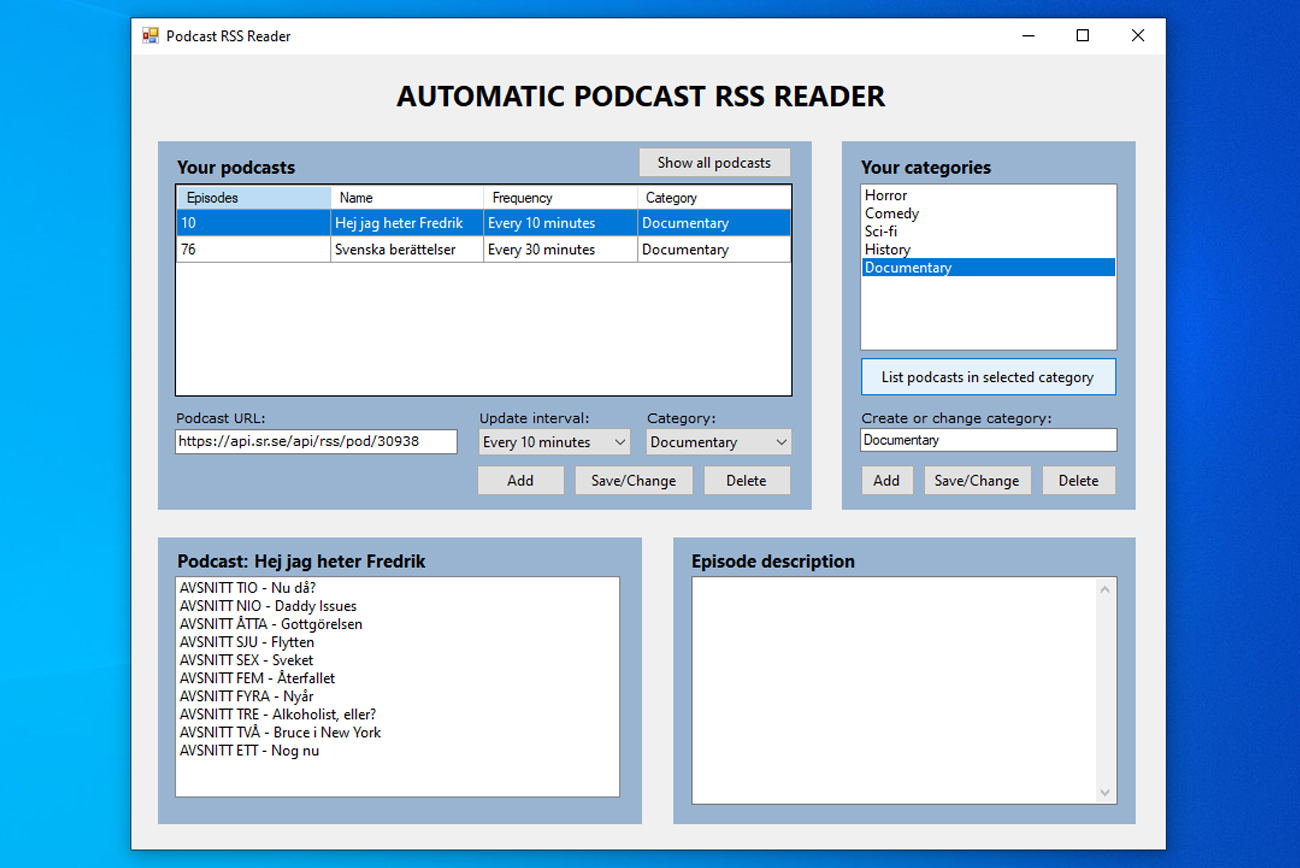 Podcast RSS Reader
AUTOMATIC PODCAST RSS READER
Your podcasts
Show all podcasts
Episodes Name Frequency Category
10 Hej jag heter Fredrik Every 10 minutes Documentary
76 Svenska berättelser Every 30 minutes Documentary
Podcast URL: Update interval: Category:
https://api.sr.se/api/rss/pod/30938 Every 10 minutes Documentary
Add Save/Change Delete
Your categories
Horror
Comedy
Sci-fi
History
Documentary
List podcasts in selected category
Create or change category:
Documentary
Add Save/Change Delete
Podcast: Hej jag heter Fredrik
AVSNITT TIO - Nu då?
AVSNITT NIO - Daddy Issues
AVSNITT ÅTTA - Gottgörelsen
AVSNITT SJU - Flytten
AVSNITT SEX - Sveket
AVSNITT FEM - Återfallet
AVSNITT FYRA - Nyår
AVSNITT TRE - Alkoholist, eller?
AVSNITT TVÅ - Bruce i New York
AVSNITT ETT - Nog nu
Episode description